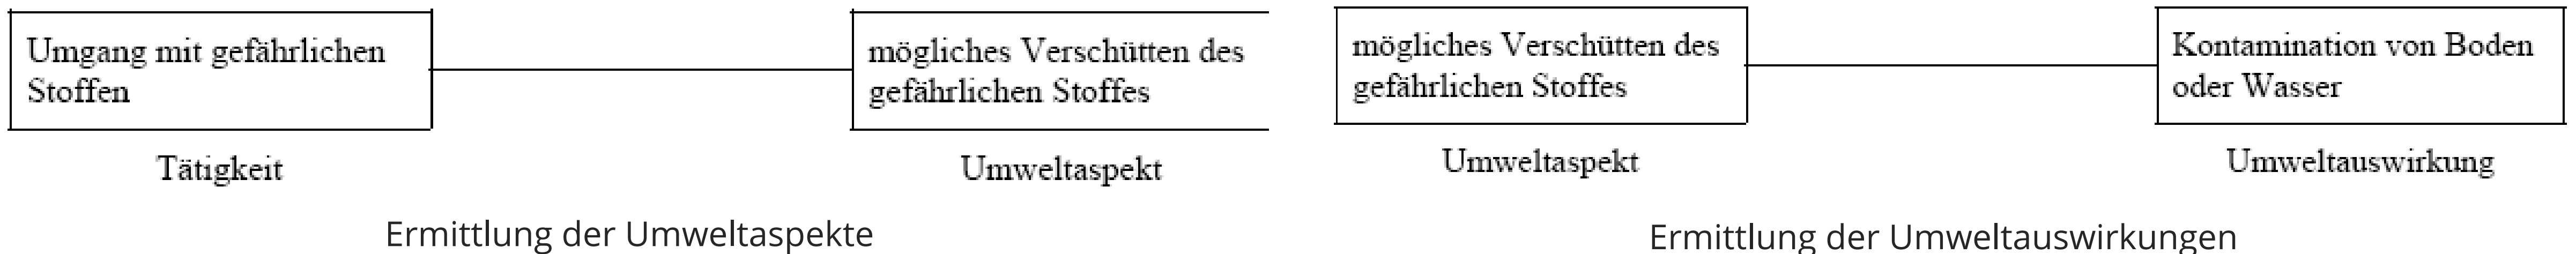 Umgang mit gefährlichen
Stoffen
Tätigkeit
mögliches Verschütten des
gefährlichen Stoffes
Umweltaspekt
Ermittlung der Umweltaspekte
mögliches Verschütten des
gefährlichen Stoffes
Umweltaspekt
Kontamination von Boden
oder Wasser
Umweltauswirkung
Ermittlung der Umweltauswirkungen